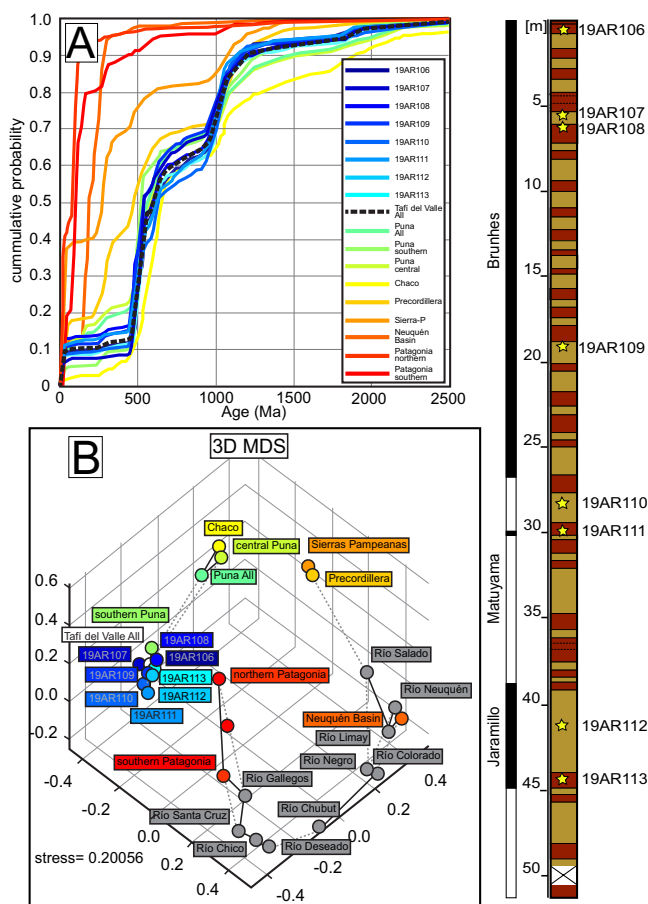 A
1.0
0.9
0.8
0.7
0.6
0.5
0.4
0.3
0.2
0.1
0
cummulative probability
0
500
1000
1500
2000
2500
Age (Ma)
19AR106
19AR107
19AR108
19AR109
19AR110
19AR111
19AR112
19AR113
Tafí del Valle
All
Puna
All
Puna
southern
Puna
central
Chaco
Precordillera
Sierra-P
Neuquén
Basin
Patagonia
northern
Patagonia
southern
B
3D MDS
Chaco
central Puna
Sierras Pampeanas
Puna All
Precordillera
southern Puna
Tafí del Valle All
19AR108
19AR107
19AR106
19AR109
19AR113
northern Patagonia
19AR110
19AR112
19AR111
Río Salado
Río Neuquén
Neuquén Basin
Río Limay
southern Patagonia
Río Negro
Río Colorado
Río Gallegos
Río Santa Cruz
Río Chubut
Río Chico
Río Deseado
0.6
0.4
0.2
0.0
-0.2
-0.4
-0.2
0.0
0.2
0.4
-0.4
-0.2
0.0
0.2
0.4
stress= 0.20056
[m]
5
10
15
20
25
30
35
40
45
50
Brunhes
Matuyama
Jaramillo
19AR106
19AR107
19AR108
19AR109
19AR110
19AR111
19AR112
19AR113